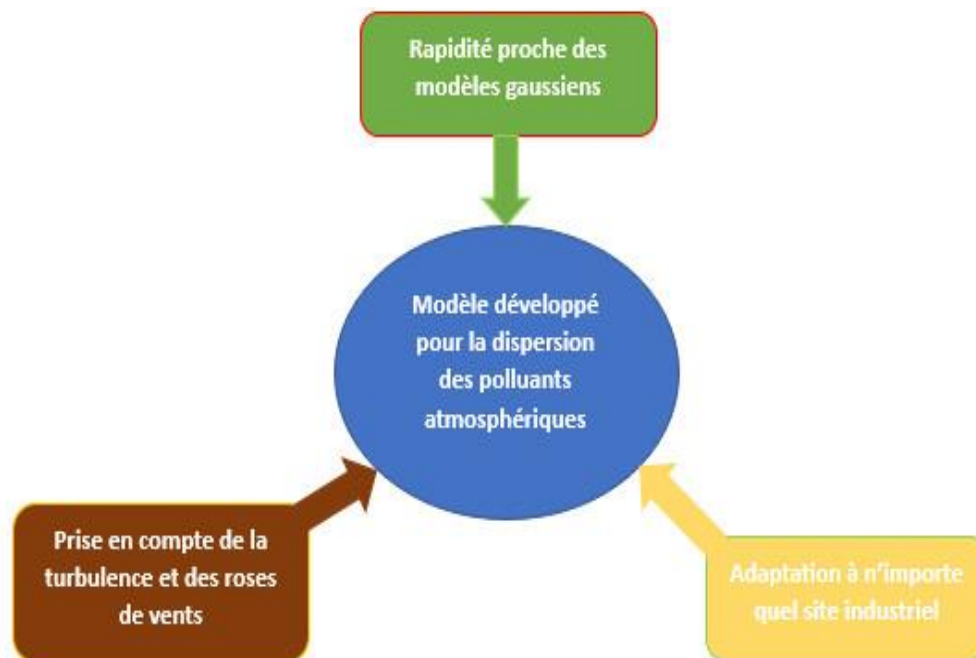 Rapidité proche des
modèles gaussiens
Modèle développé
pour la dispersion
des polluants
atmosphériques
Prise en compte de la
turbulence et des roses
de vents
Adaptation à n’importe
quel site industriel